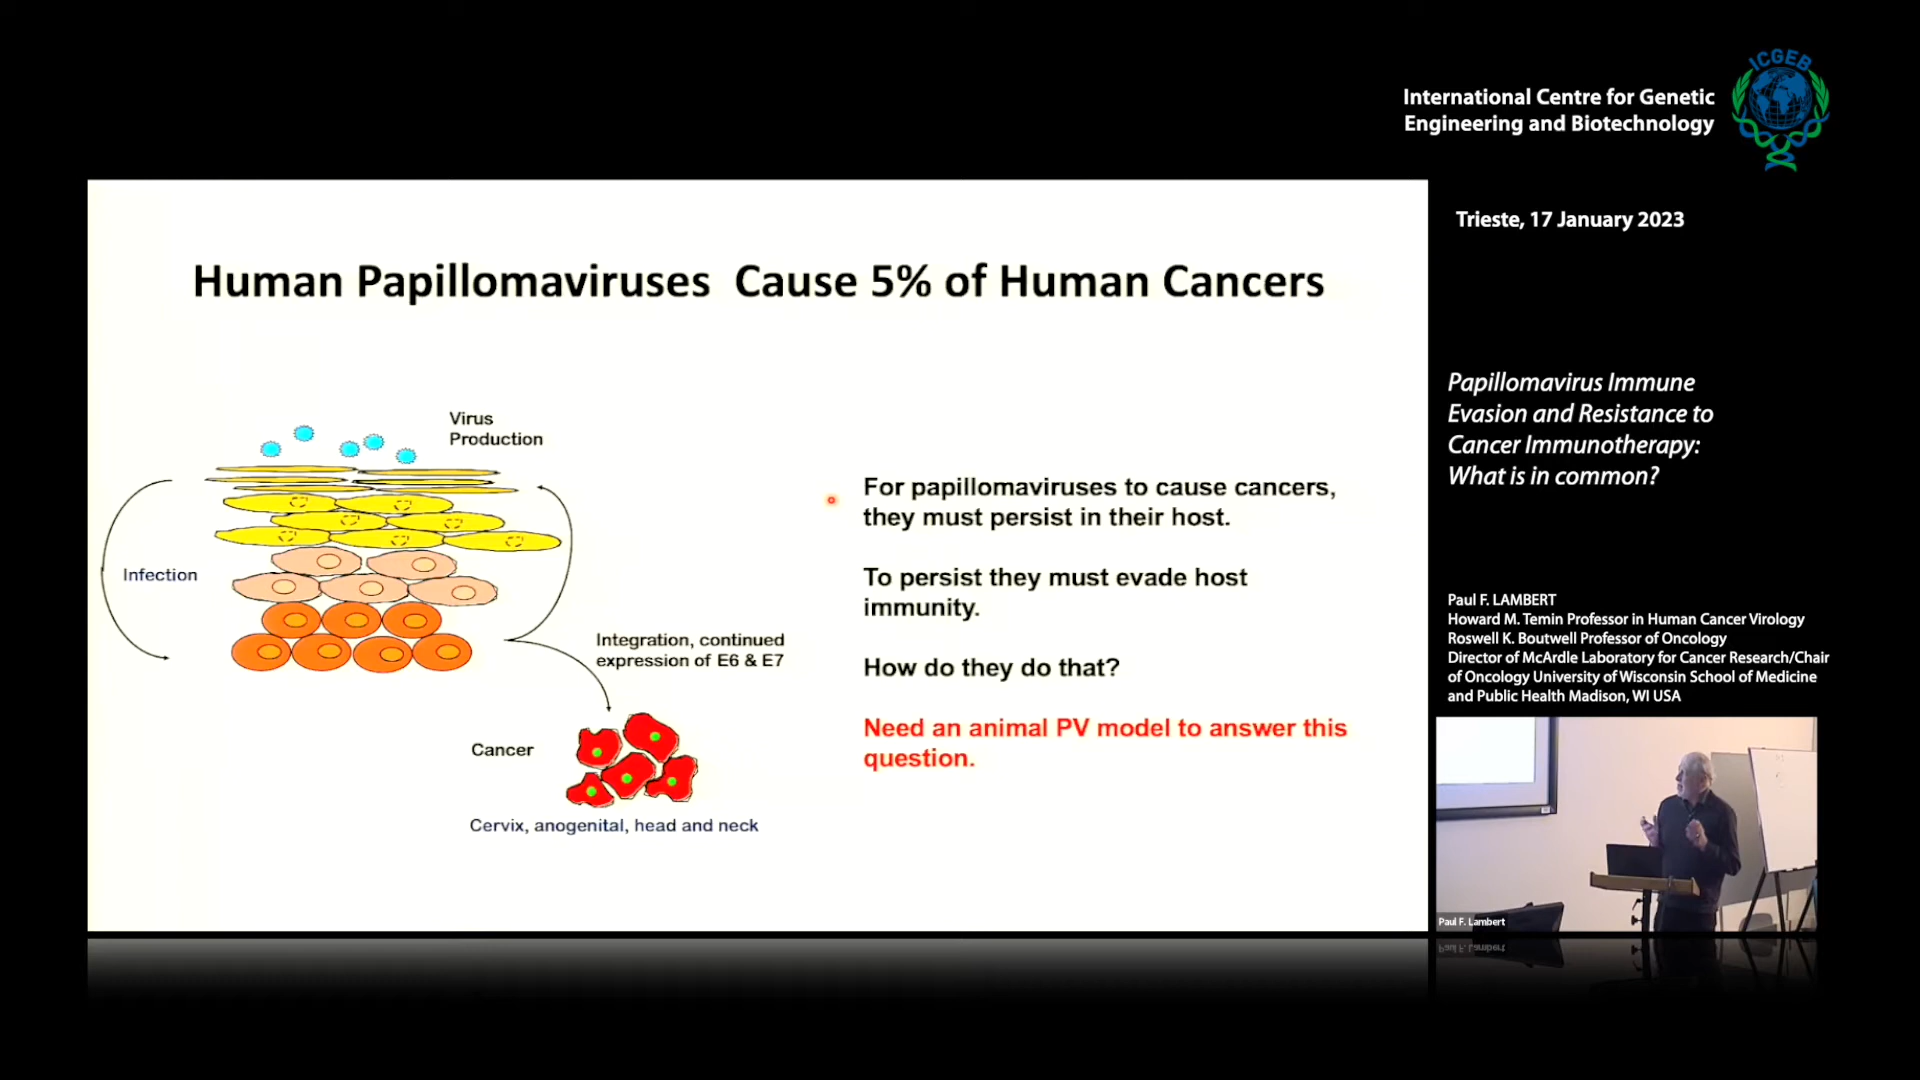 ICGEB
International Centre for Genetic
Engineering and Biotechnology
Trieste, 17 January 2023
Human Papillomaviruses  Cause 5% of Human Cancers
Virus
Production
Infection
Integration, continued
expression of E6 & E7
Cancer
Cervix, anogenital, head and neck
For papillomaviruses to cause cancers,
they must persist in their host.
To persist they must evade host
immunity.
How do they do that?
Need an animal PV model to answer this
question.
Papillomavirus Immune
Evasion and Resistance to
Cancer Immunotherapy:
What is in common?
Paul F. LAMBERT
Howard M. Temin Professor in Human Cancer Virology
Roswell K. Boutwell Professor of Oncology
Director of McArdle Laboratory for Cancer Research/Chair
of Oncology University of Wisconsin School of Medicine
and Public Health Madison, WI USA
Paul F. Lambert